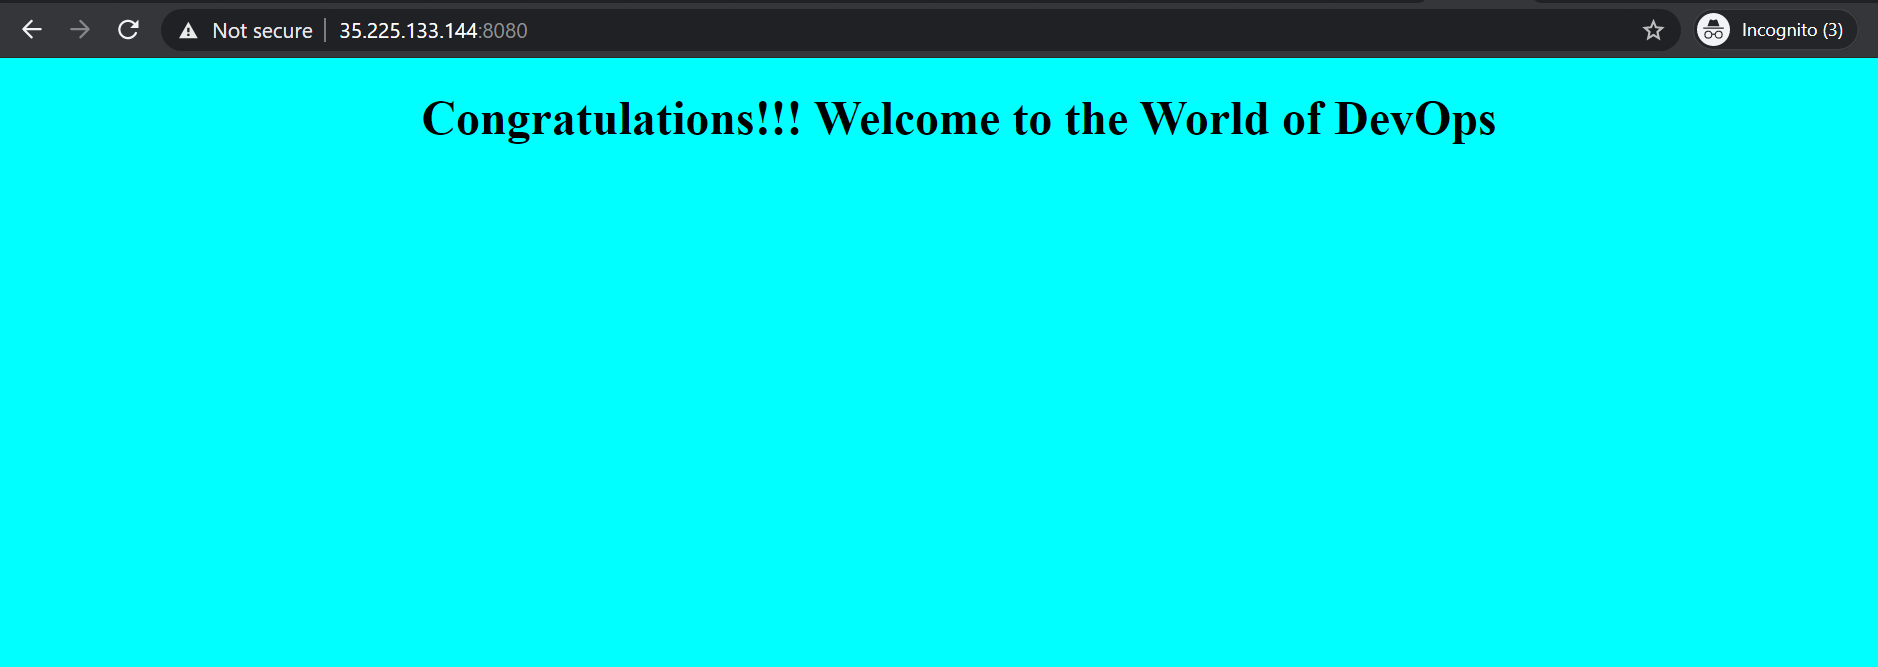 Not secure 35.225.133.144:8080 Incognito (3)
Congratulations!!! Welcome to the World of DevOps